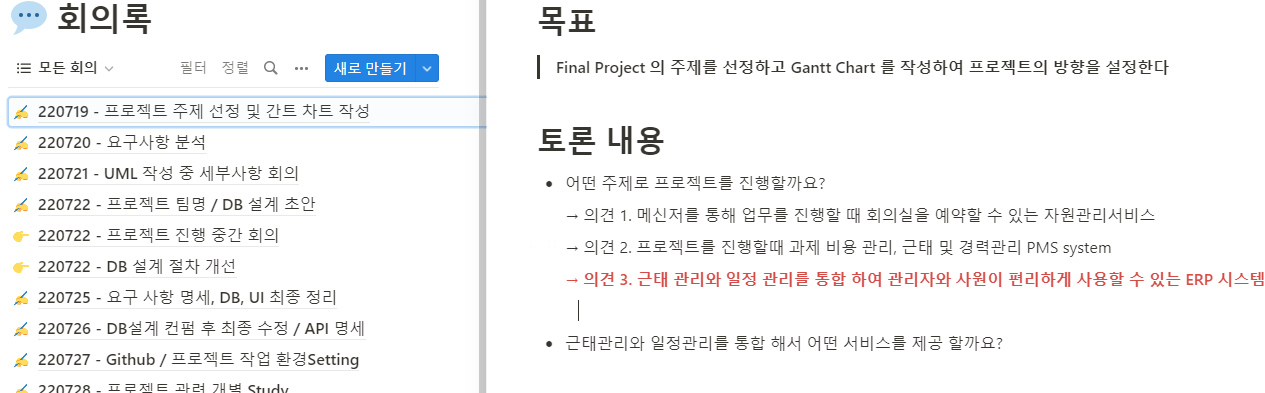 회의록
모든 회의
필터 정렬
새로 만들기
220719 - 프로젝트 주제 선정 및 간트 차트 작성
220720 - 요구사항 분석
220721 - UML 작성 중 세부사항 회의
220722 - 프로젝트 팀명 / DB 설계 초안
220722 - 프로젝트 진행 중간 회의
220722 - DB 설계 절차 개선
220725 - 요구 사항 명세, DB, UI 최종 정리
220726 - DB설계 컨펌 후 최종 수정 / API 명세
220727 - Github / 프로젝트 작업 환경Setting
220728 - 프로젝트 관련 개별 Study
목표
Final Project 의 주제를 선정하고 Gantt Chart 를 작성하여 프로젝트의 방향을 설정한다
토론 내용
• 어떤 주제로 프로젝트를 진행할까요?
→ 의견 1. 메신저를 통해 업무를 진행할 때 회의실을 예약할 수 있는 자원관리서비스
→ 의견 2. 프로젝트를 진행할때 과제 비용 관리, 근태 및 경력관리 PMS system
→ 의견 3. 근태 관리와 일정 관리를 통합 하여 관리자와 사원이 편리하게 사용할 수 있는 ERP 시스템
• 근태관리와 일정관리를 통합 해서 어떤 서비스를 제공 할까요?